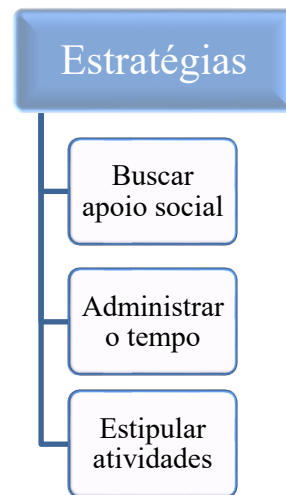 Estratégias
Buscar
apoio social
Administrar
o tempo
Estipular
atividades